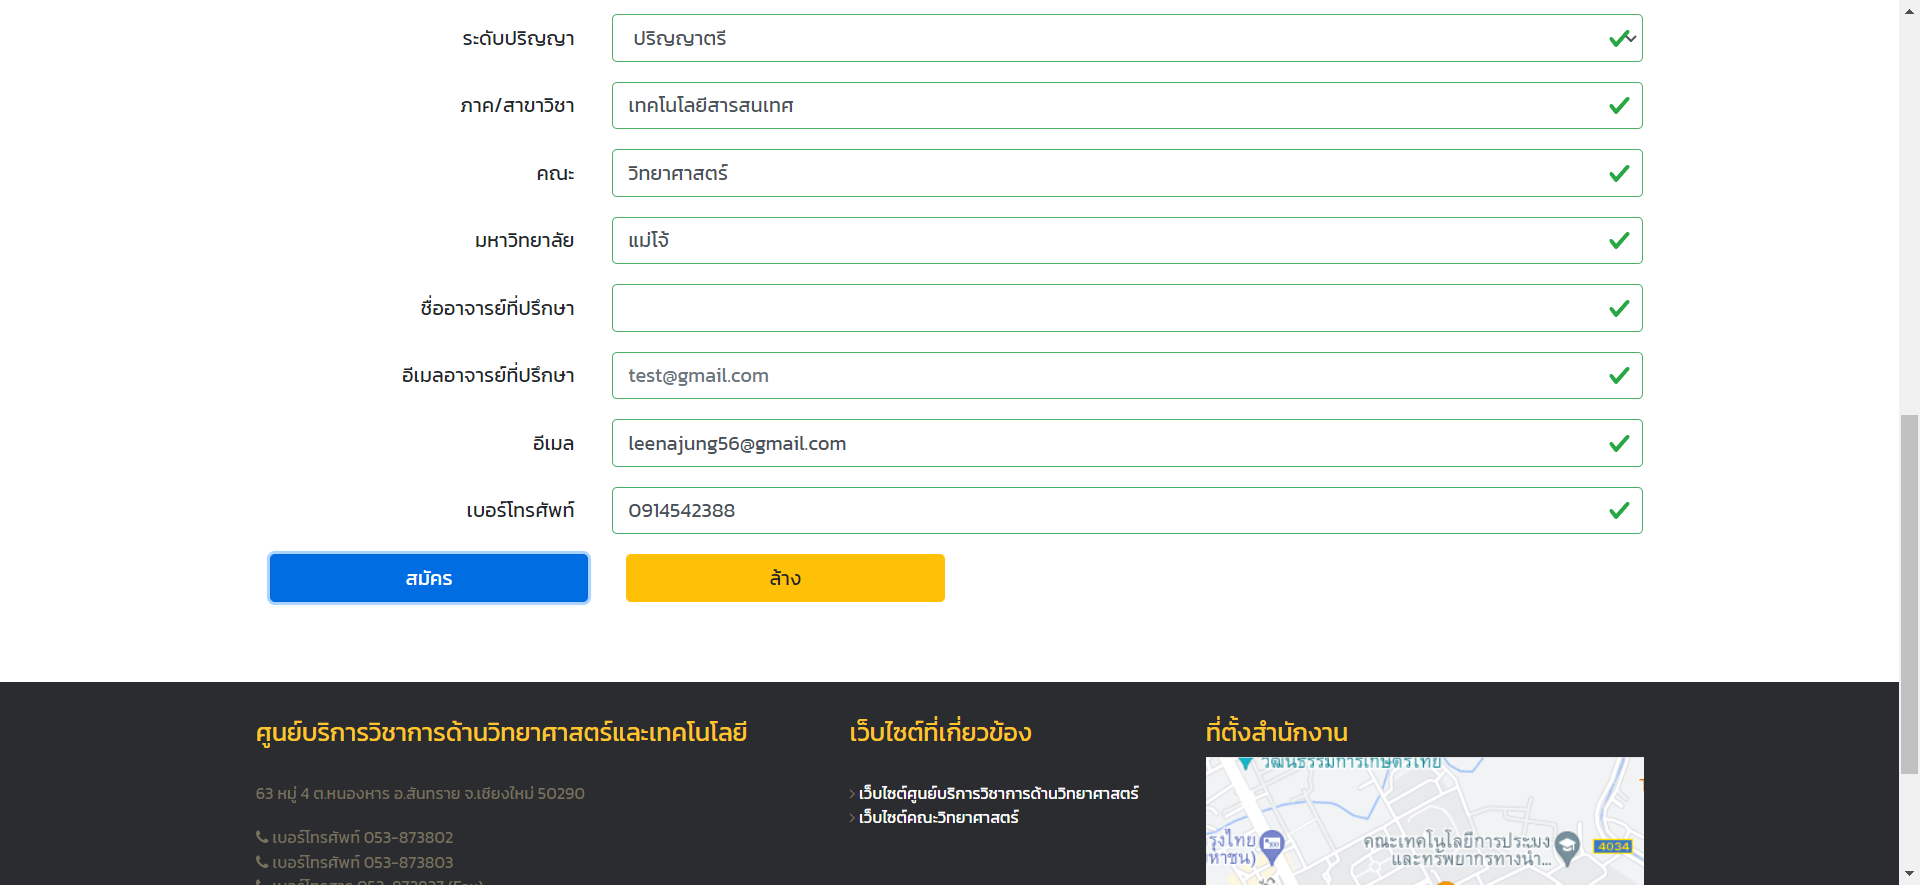 ระดับปริญญา ปริญญาตรี
ภาค/สาขาวิชา เทคโนโลยีสารสนเทศ
คณะ วิทยาศาสตร์
มหาวิทยาลัย แม่โจ้
ชื่ออาจารย์ที่ปรึกษา
อีเมลอาจารย์ที่ปรึกษา test@gmail.com
อีเมล leenajung56@gmail.com
เบอร์โทรศัพท์ 0914542388
สมัคร ล้าง
ศูนย์บริการวิชาการด้านวิทยาศาสตร์และเทคโนโลยี
63 หมู่ 4 ต.หนองหาร อ.สันทราย จ.เชียงใหม่ 50290
เบอร์โทรศัพท์ 053-873802
เบอร์โทรศัพท์ 053-873803
เว็บไซต์ที่เกี่ยวข้อง
เว็บไซต์ศูนย์บริการวิชาการด้านวิทยาศาสตร์
เว็บไซต์คณะวิทยาศาสตร์
ที่ตั้งสำนักงาน
วัฒนธรรมการเกษตรไทย
รุงไทย
หาชน)
คณะเทคโนโลยีการประมง
และทรัพยากรทางน้ำ...
4034